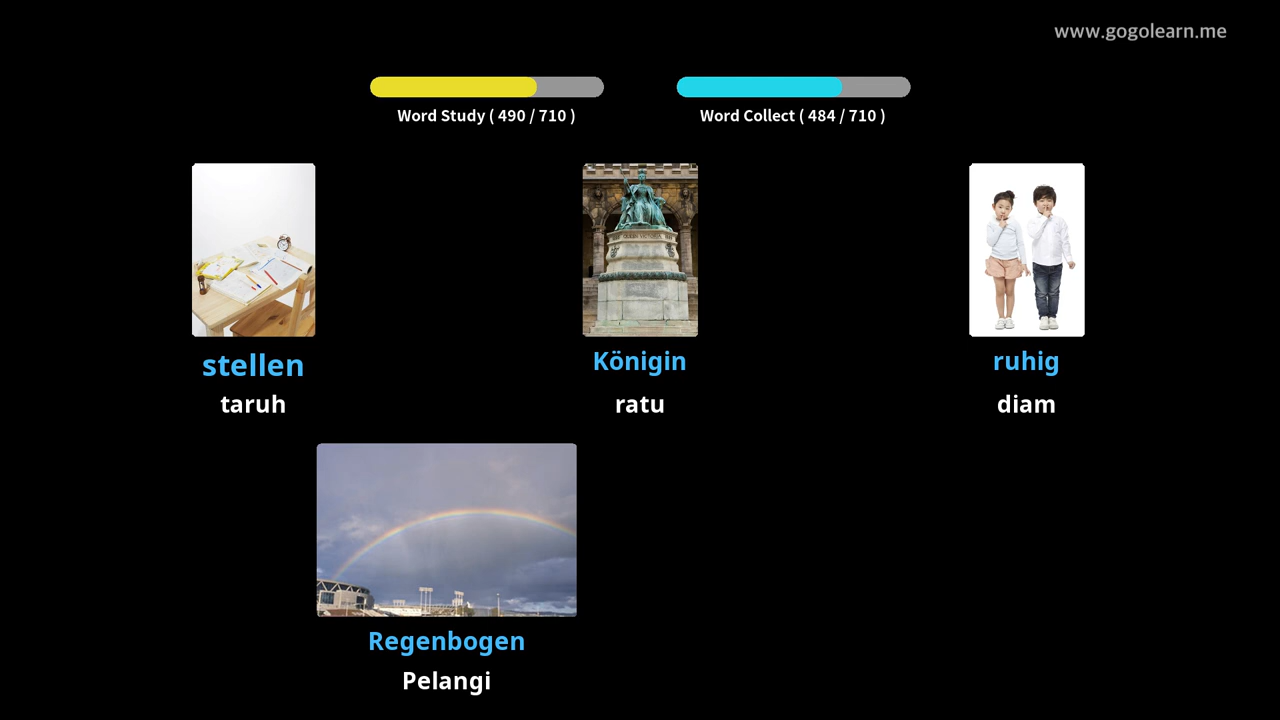 www.gogolearn.me
Word Study ( 490 / 710 )
Word Collect ( 484 / 710 )
stellen
taruh
Königin
ratu
ruhig
diam
Regenbogen
Pelangi